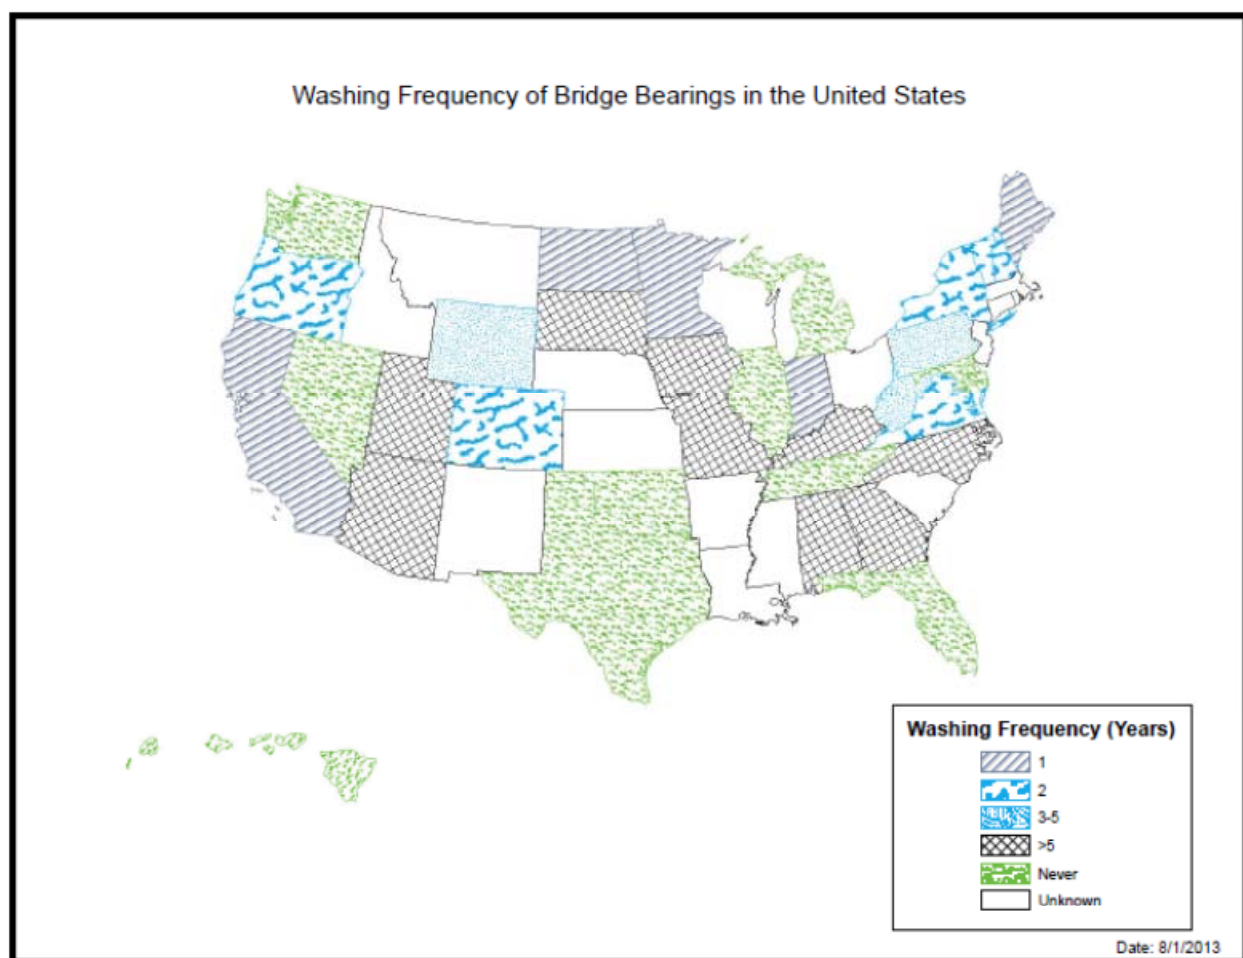 Washing Frequency of Bridge Bearings in the United States
Washing Frequency (Years)
1
2
3-5
>5
Never
Unknown
Date: 8/1/2013